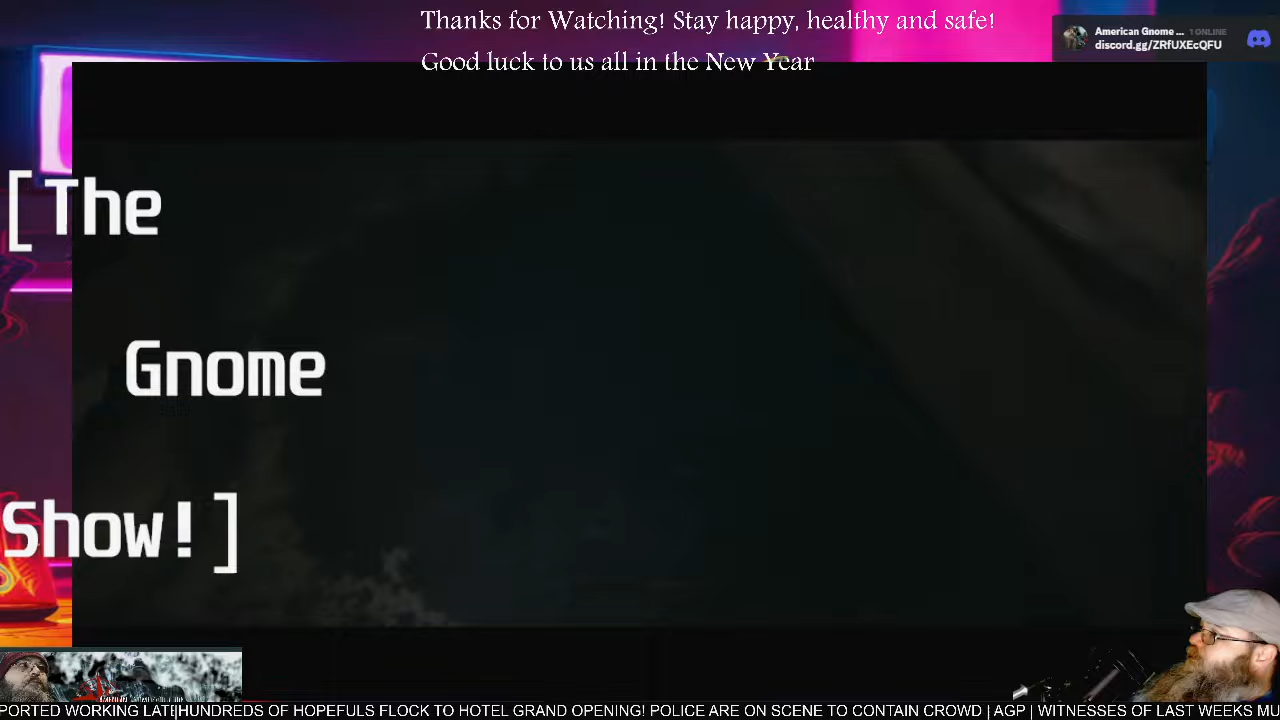 Thanks for Watching! Stay happy, healthy and safe!
Good luck to us all in the New Year
American Gnome ... 1 ONLINE
discord.gg/ZRfUXEcQFU
[The
Gnome
Show!]
PORTED WORKING LATE|HUNDREDS OF HOPEFULS FLOCK TO HOTEL GRAND OPENING! POLICE ARE ON SCENE TO CONTAIN CROWD | AGP | WITNESSES OF LAST WEEKS MU